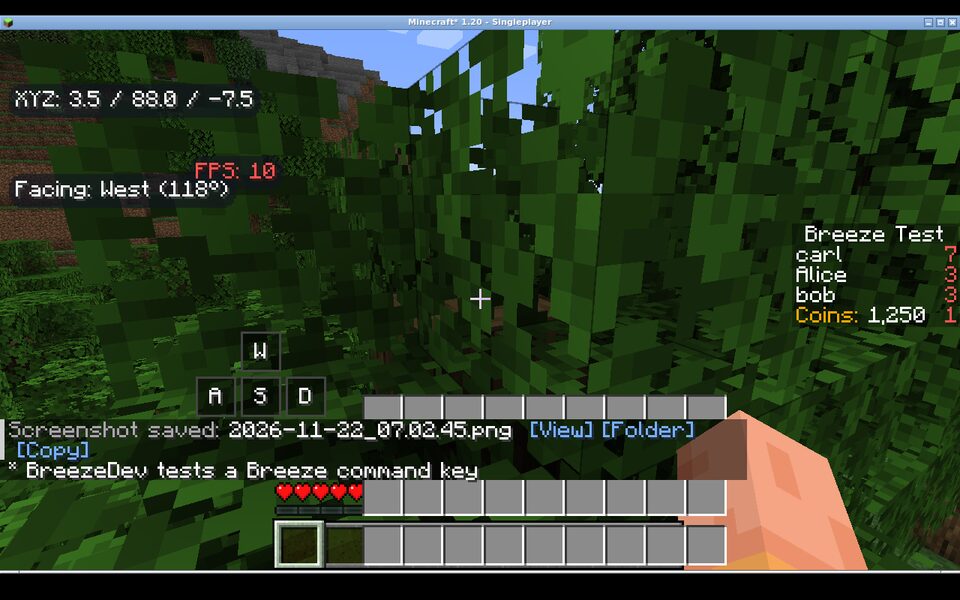 Minecraft* 1.20 - Singleplayer
XYZ: 3.5 / 88.0 / -7.5
FPS: 10
Facing: West (118°)
Breeze Test
carl 7
Alice 3
bob 3
Coins: 1,250 1
W
A S D
Screenshot saved: 2026-11-22_07.02.45.png [View] [Folder]
[Copy]
* BreezeDev tests a Breeze command key